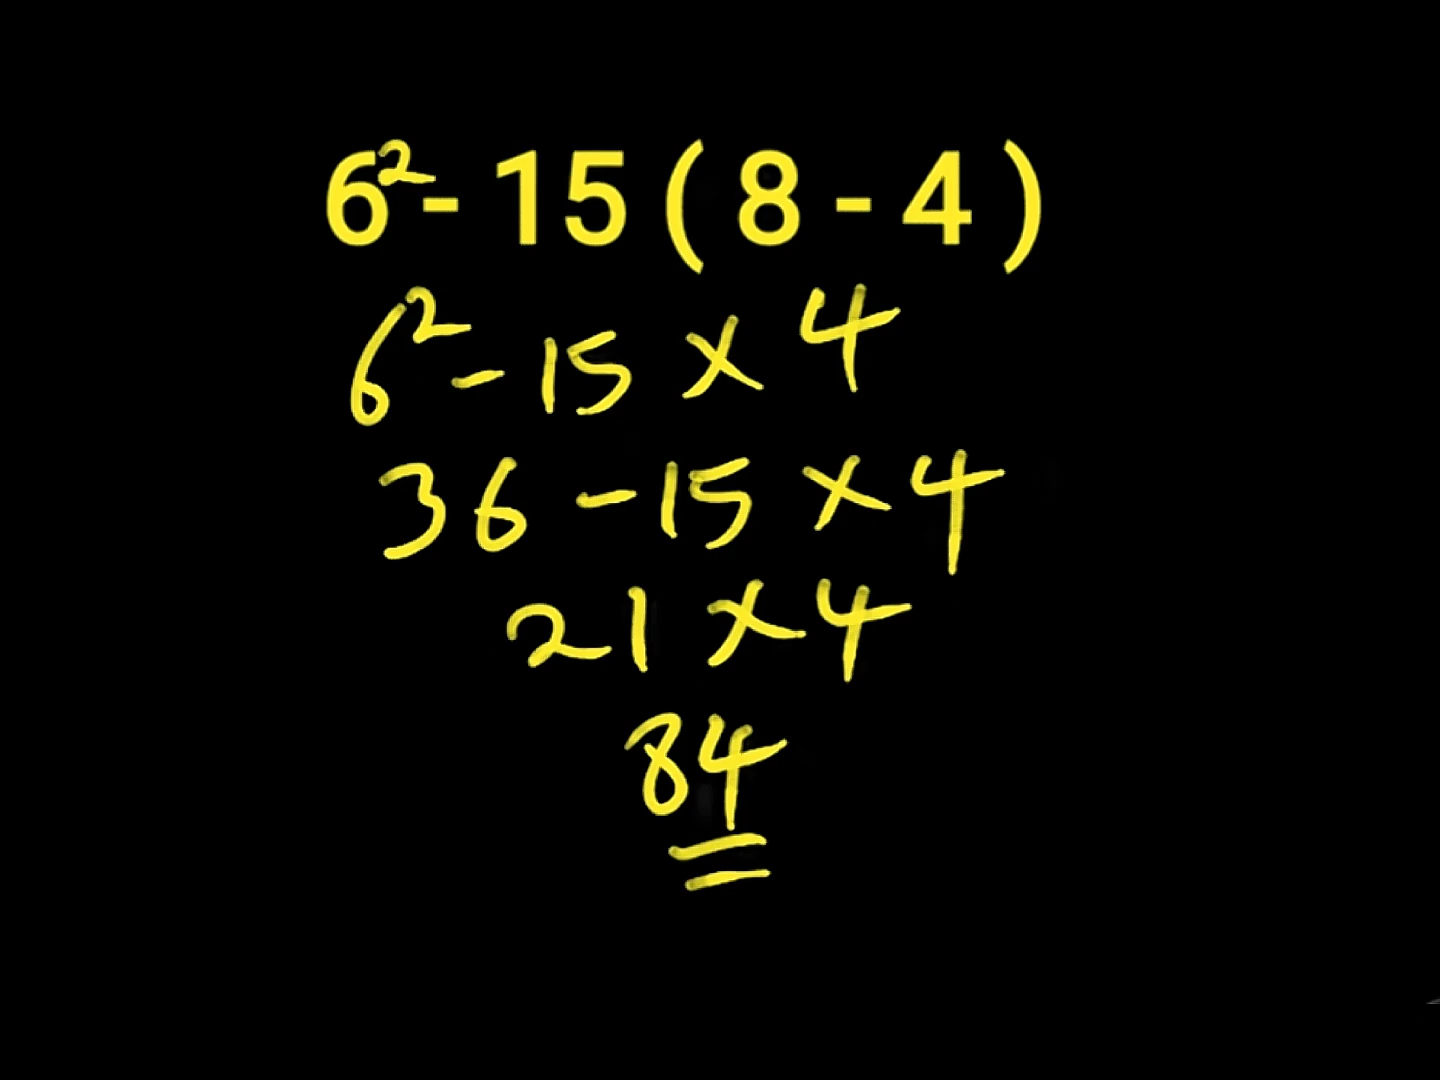 6² - 15 ( 8 - 4 )
6² - 15 × 4
36 - 15 × 4
21 × 4
84